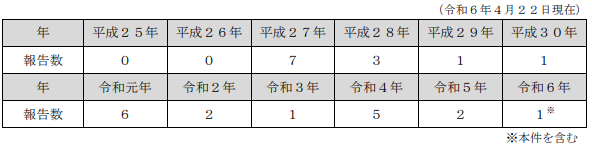 （令和６年４月２２日現在）
年 平成２５年 平成２６年 平成２７年 平成２８年 平成２９年 平成３０年
報告数 ０ ０ ７ ３ １ １
年 令和元年 令和２年 令和３年 令和４年 令和５年 令和６年
報告数 ６ ２ １ ５ ２ １※
※本件を含む